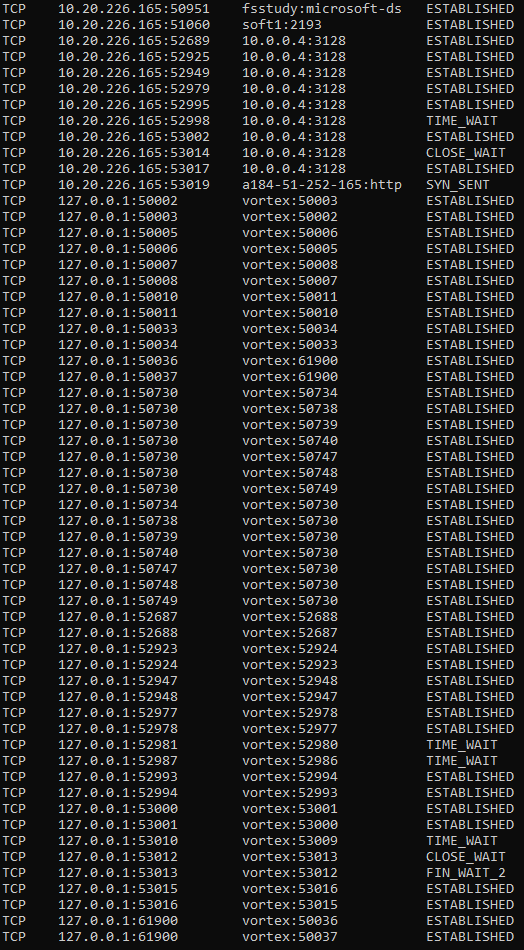 TCP 10.20.226.165:50951 fsstudy:microsoft-ds ESTABLISHED
TCP 10.20.226.165:51060 soft1:2193 ESTABLISHED
TCP 10.20.226.165:52689 10.0.0.4:3128 ESTABLISHED
TCP 10.20.226.165:52925 10.0.0.4:3128 ESTABLISHED
TCP 10.20.226.165:52949 10.0.0.4:3128 ESTABLISHED
TCP 10.20.226.165:52979 10.0.0.4:3128 ESTABLISHED
TCP 10.20.226.165:52995 10.0.0.4:3128 ESTABLISHED
TCP 10.20.226.165:52998 10.0.0.4:3128 TIME_WAIT
TCP 10.20.226.165:53002 10.0.0.4:3128 ESTABLISHED
TCP 10.20.226.165:53014 10.0.0.4:3128 CLOSE_WAIT
TCP 10.20.226.165:53017 10.0.0.4:3128 ESTABLISHED
TCP 10.20.226.165:53019 a184-51-252-165:http SYN_SENT
TCP 127.0.0.1:50002 vortex:50003 ESTABLISHED
TCP 127.0.0.1:50003 vortex:50002 ESTABLISHED
TCP 127.0.0.1:50005 vortex:50006 ESTABLISHED
TCP 127.0.0.1:50006 vortex:50005 ESTABLISHED
TCP 127.0.0.1:50007 vortex:50008 ESTABLISHED
TCP 127.0.0.1:50008 vortex:50007 ESTABLISHED
TCP 127.0.0.1:50010 vortex:50011 ESTABLISHED
TCP 127.0.0.1:50011 vortex:50010 ESTABLISHED
TCP 127.0.0.1:50033 vortex:50034 ESTABLISHED
TCP 127.0.0.1:50034 vortex:50033 ESTABLISHED
TCP 127.0.0.1:50036 vortex:61900 ESTABLISHED
TCP 127.0.0.1:50037 vortex:61900 ESTABLISHED
TCP 127.0.0.1:50730 vortex:50734 ESTABLISHED
TCP 127.0.0.1:50730 vortex:50738 ESTABLISHED
TCP 127.0.0.1:50730 vortex:50739 ESTABLISHED
TCP 127.0.0.1:50730 vortex:50740 ESTABLISHED
TCP 127.0.0.1:50730 vortex:50747 ESTABLISHED
TCP 127.0.0.1:50730 vortex:50748 ESTABLISHED
TCP 127.0.0.1:50730 vortex:50749 ESTABLISHED
TCP 127.0.0.1:50734 vortex:50730 ESTABLISHED
TCP 127.0.0.1:50738 vortex:50730 ESTABLISHED
TCP 127.0.0.1:50739 vortex:50730 ESTABLISHED
TCP 127.0.0.1:50740 vortex:50730 ESTABLISHED
TCP 127.0.0.1:50747 vortex:50730 ESTABLISHED
TCP 127.0.0.1:50748 vortex:50730 ESTABLISHED
TCP 127.0.0.1:50749 vortex:50730 ESTABLISHED
TCP 127.0.0.1:52687 vortex:52688 ESTABLISHED
TCP 127.0.0.1:52688 vortex:52687 ESTABLISHED
TCP 127.0.0.1:52923 vortex:52924 ESTABLISHED
TCP 127.0.0.1:52924 vortex:52923 ESTABLISHED
TCP 127.0.0.1:52947 vortex:52948 ESTABLISHED
TCP 127.0.0.1:52948 vortex:52947 ESTABLISHED
TCP 127.0.0.1:52977 vortex:52978 ESTABLISHED
TCP 127.0.0.1:52978 vortex:52977 ESTABLISHED
TCP 127.0.0.1:52981 vortex:52980 TIME_WAIT
TCP 127.0.0.1:52987 vortex:52986 TIME_WAIT
TCP 127.0.0.1:52993 vortex:52994 ESTABLISHED
TCP 127.0.0.1:52994 vortex:52993 ESTABLISHED
TCP 127.0.0.1:53000 vortex:53001 ESTABLISHED
TCP 127.0.0.1:53001 vortex:53000 ESTABLISHED
TCP 127.0.0.1:53010 vortex:53009 TIME_WAIT
TCP 127.0.0.1:53012 vortex:53013 CLOSE_WAIT
TCP 127.0.0.1:53013 vortex:53012 FIN_WAIT_2
TCP 127.0.0.1:53015 vortex:53016 ESTABLISHED
TCP 127.0.0.1:53016 vortex:53015 ESTABLISHED
TCP 127.0.0.1:61900 vortex:50036 ESTABLISHED
TCP 127.0.0.1:61900 vortex:50037 ESTABLISHED